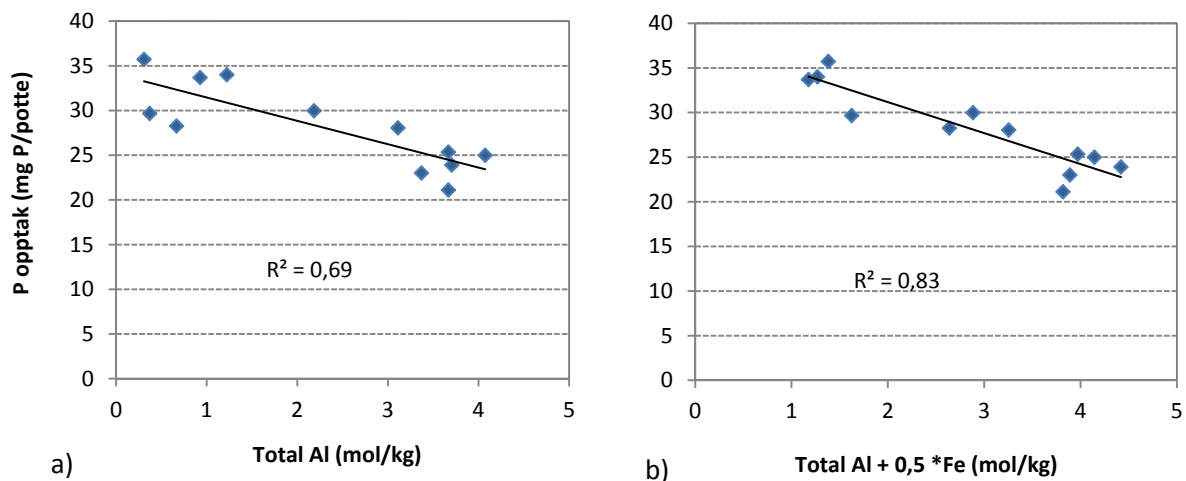 40
35
30
25
20
15
10
5
0
P opptak (mg P/potte)
R² = 0,69
0 1 2 3 4 5
Total Al (mol/kg)
a)
40
35
30
25
20
15
10
5
0
R² = 0,83
0 1 2 3 4 5
Total Al + 0,5 *Fe (mol/kg)
b)